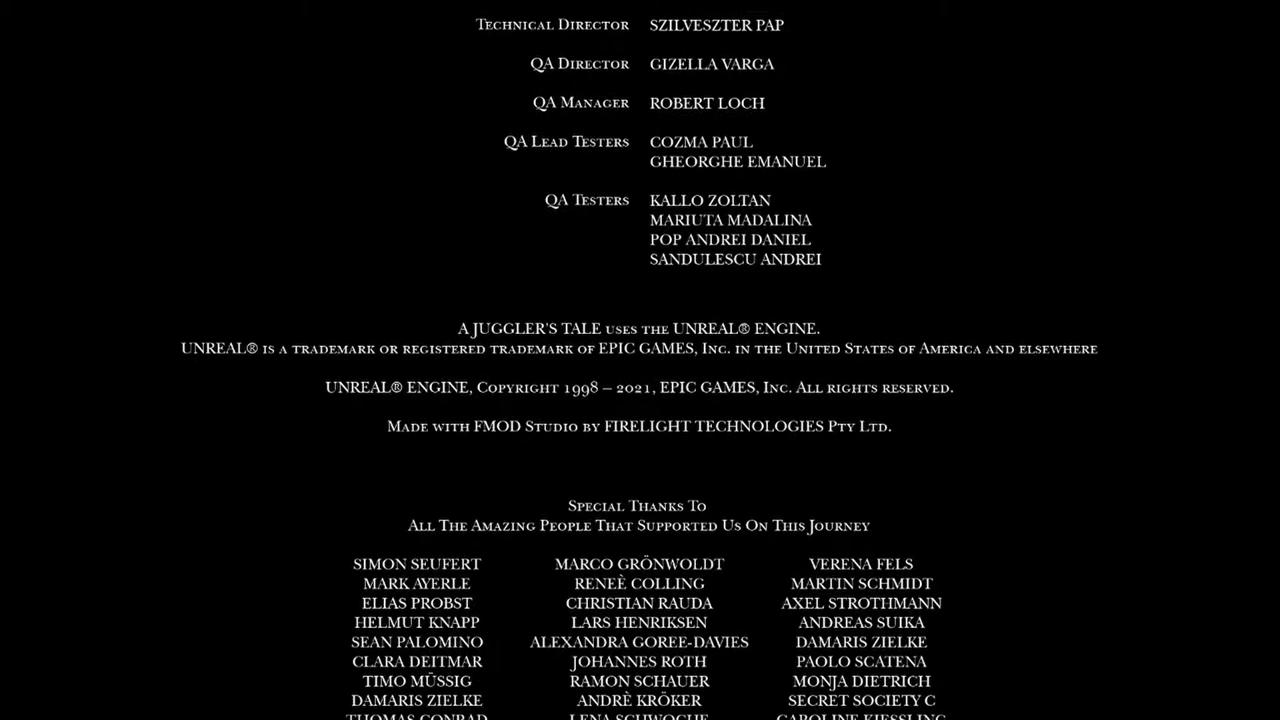 Technical Director SZILVESZTER PAP
QA Director GIZELLA VARGA
QA Manager ROBERT LOCH
QA Lead Testers COZMA PAUL
GHEORGHE EMANUEL
QA Testers KALLO ZOLTAN
MARIUTA MADALINA
POP ANDREI DANIEL
SANDULESCU ANDREI
A JUGGLER'S TALE uses the UNREAL® ENGINE.
UNREAL® is a trademark or registered trademark of EPIC GAMES, Inc. in the United States of America and elsewhere
UNREAL® ENGINE, Copyright 1998 – 2021, EPIC GAMES, Inc. All rights reserved.
Made with FMOD Studio by FIRELIGHT TECHNOLOGIES Pty Ltd.
Special Thanks To
All The Amazing People That Supported Us On This Journey
SIMON SEUFERT MARCO GRÖNWOLDT VERENA FELS
MARK AYERLE RENEÈ COLLING MARTIN SCHMIDT
ELIAS PROBST CHRISTIAN RAUDA AXEL STROTHMANN
HELMUT KNAPP LARS HENRIKSEN ANDREAS SUIKA
SEAN PALOMINO ALEXANDRA GOREE-DAVIES DAMARIS ZIELKE
CLARA DEITMAR JOHANNES ROTH PAOLO SCATENA
TIMO MÜSSIG RAMON SCHAUER MONJA DIETRICH
DAMARIS ZIELKE ANDRÈ KRÖKER SECRET SOCIETY C
THOMAS CONRAD LENA SCHWOCHE CAROLINE KIESSLING